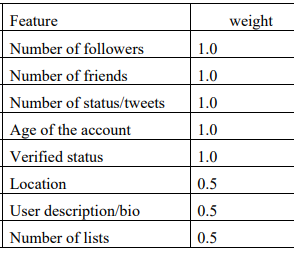 Feature weight
Number of followers 1.0
Number of friends 1.0
Number of status/tweets 1.0
Age of the account 1.0
Verified status 1.0
Location 0.5
User description/bio 0.5
Number of lists 0.5